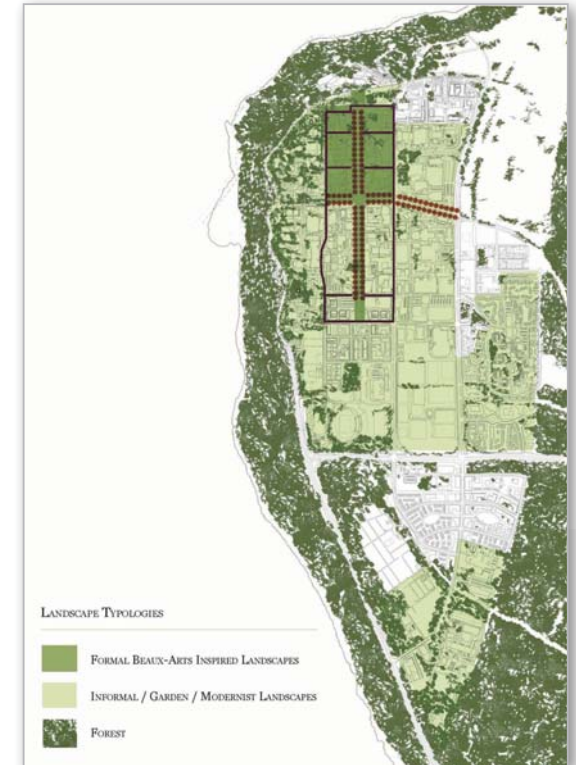 LANDSCAPE TYPOLOGIES
FORMAL BEAUX-ARTS INSPIRED LANDSCAPES
INFORMAL / GARDEN / MODERNIST LANDSCAPES
FOREST